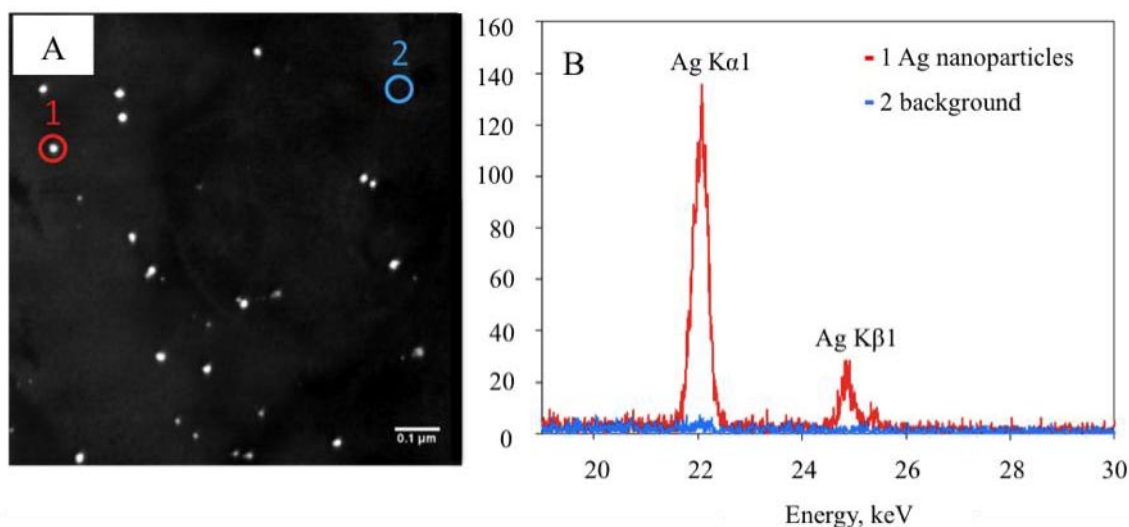 A
1
2
0.1 µm
B
160
140
120
100
80
60
40
20
0
Ag Kα1
Ag Kβ1
1 Ag nanoparticles
2 background
20 22 24 26 28 30
Energy, keV